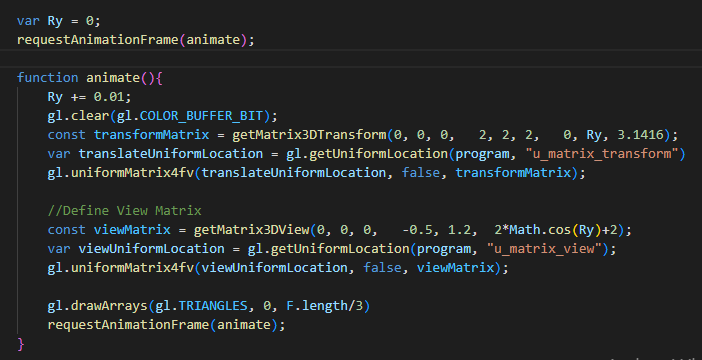 var Ry = 0;
requestAnimationFrame(animate);
function animate(){
Ry += 0.01;
gl.clear(gl.COLOR_BUFFER_BIT);
const transformMatrix = getMatrix3DTransform(0, 0, 0,   2, 2, 2,   0, Ry, 3.1416);
var translateUniformLocation = gl.getUniformLocation(program, "u_matrix_transform")
gl.uniformMatrix4fv(translateUniformLocation, false, transformMatrix);
//Define View Matrix
const viewMatrix = getMatrix3DView(0, 0, 0,   -0.5, 1.2,  2*Math.cos(Ry)+2);
var viewUniformLocation = gl.getUniformLocation(program, "u_matrix_view");
gl.uniformMatrix4fv(viewUniformLocation, false, viewMatrix);
gl.drawArrays(gl.TRIANGLES, 0, F.length/3)
requestAnimationFrame(animate);
}